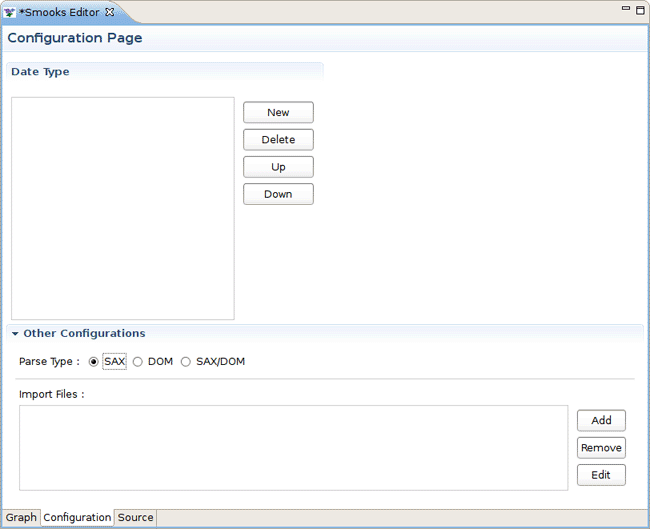 *Smooks Editor
Configuration Page
Date Type
New
Delete
Up
Down
Other Configurations
Parse Type : SAX DOM SAX/DOM
Import Files :
Add
Remove
Edit
Graph Configuration Source